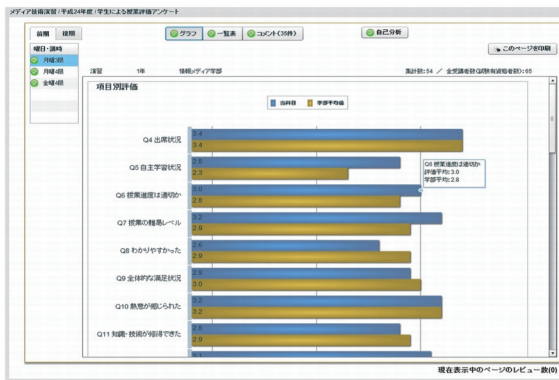 メディア技術演習 / 平成24年度 / 学生による授業評価アンケート
前期 後期
グラフ 一覧表 コメント(35件) 自己分析
このページを印刷
曜日・講時
月曜3限
月曜4限
金曜4限
演習 1年 情報メディア学部 集計数:54 / 全受講者数(試験有資格者数):65
項目別評価
当科目 学部平均値
Q4 出席状況
3.4
3.4
Q5 自主学習状況
2.8
2.3
Q6 授業進度は適切か
3.0
2.8
Q6 授業進度は適切か
評価平均:3.0
学部平均:2.8
Q7 授業の難易レベル
3.2
2.9
Q8 わかりやすかった
2.6
2.9
Q9 全体的な満足状況
2.9
3.0
Q10 熱意が感じられた
3.2
3.2
Q11 知識・技術が修得できた
2.8
2.9
3.1
現在表示中のページのレビュー数(0)